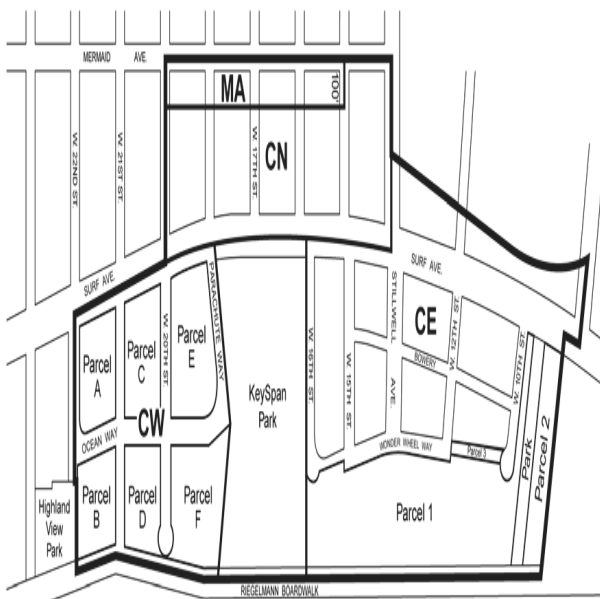 MERMAID AVE.
MA
100'
W 22ND ST.
W 21ST ST.
W 17TH ST.
CN
SURF AVE.
SURF AVE.
PARACHUTE WAY
W 20TH ST.
Parcel
A
Parcel
C
Parcel
E
W 16TH ST.
W 15TH ST.
STILLWELL AVE.
CE
BOWERY
W. 12TH ST.
W. 10TH ST.
KeySpan
Park
CW
OCEAN WAY
WONDER WHEEL WAY
Parcel 3
Park
Parcel 2
Highland
View
Park
Parcel
B
Parcel
D
Parcel
F
Parcel 1
RIEGELMANN BOARDWALK